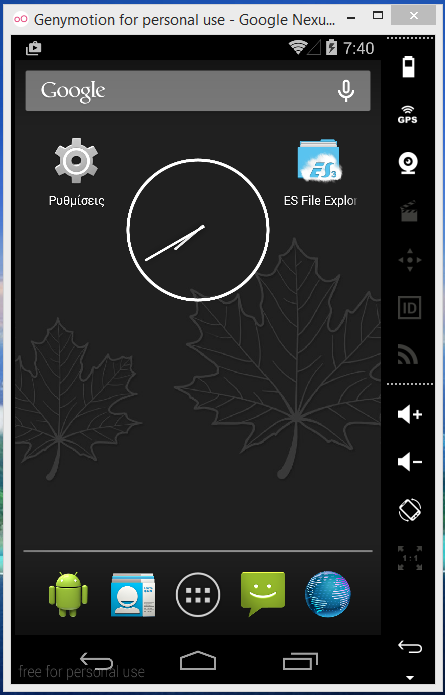 Genymotion for personal use - Google Nexu...
7:40
Google
GPS
Ρυθμίσεις
ES File Explor
ID
1:1
free for personal use